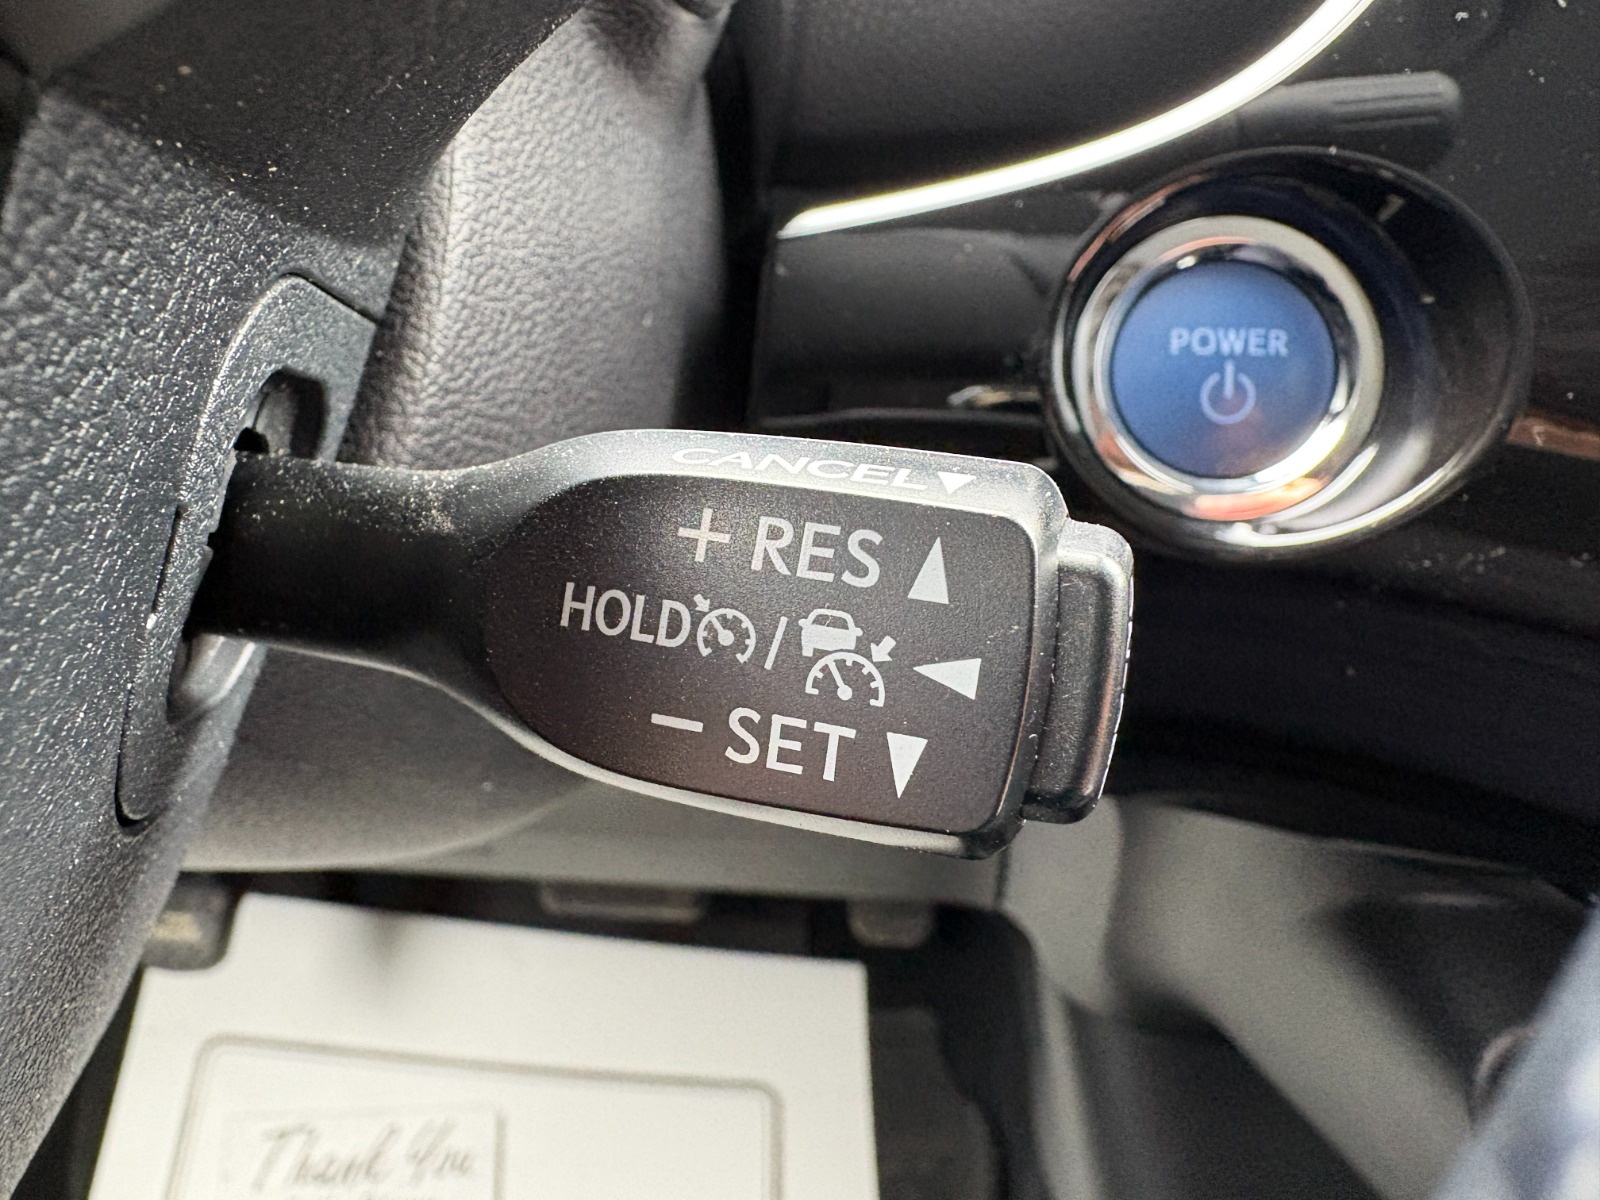 POWER
CANCEL
+ RES
HOLD /
− SET
Thank You